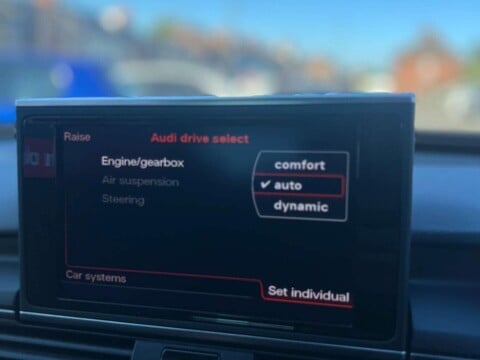 Raise
Audi drive select
Engine/gearbox
comfort
Air suspension
auto
Steering
dynamic
Car systems
Set individual